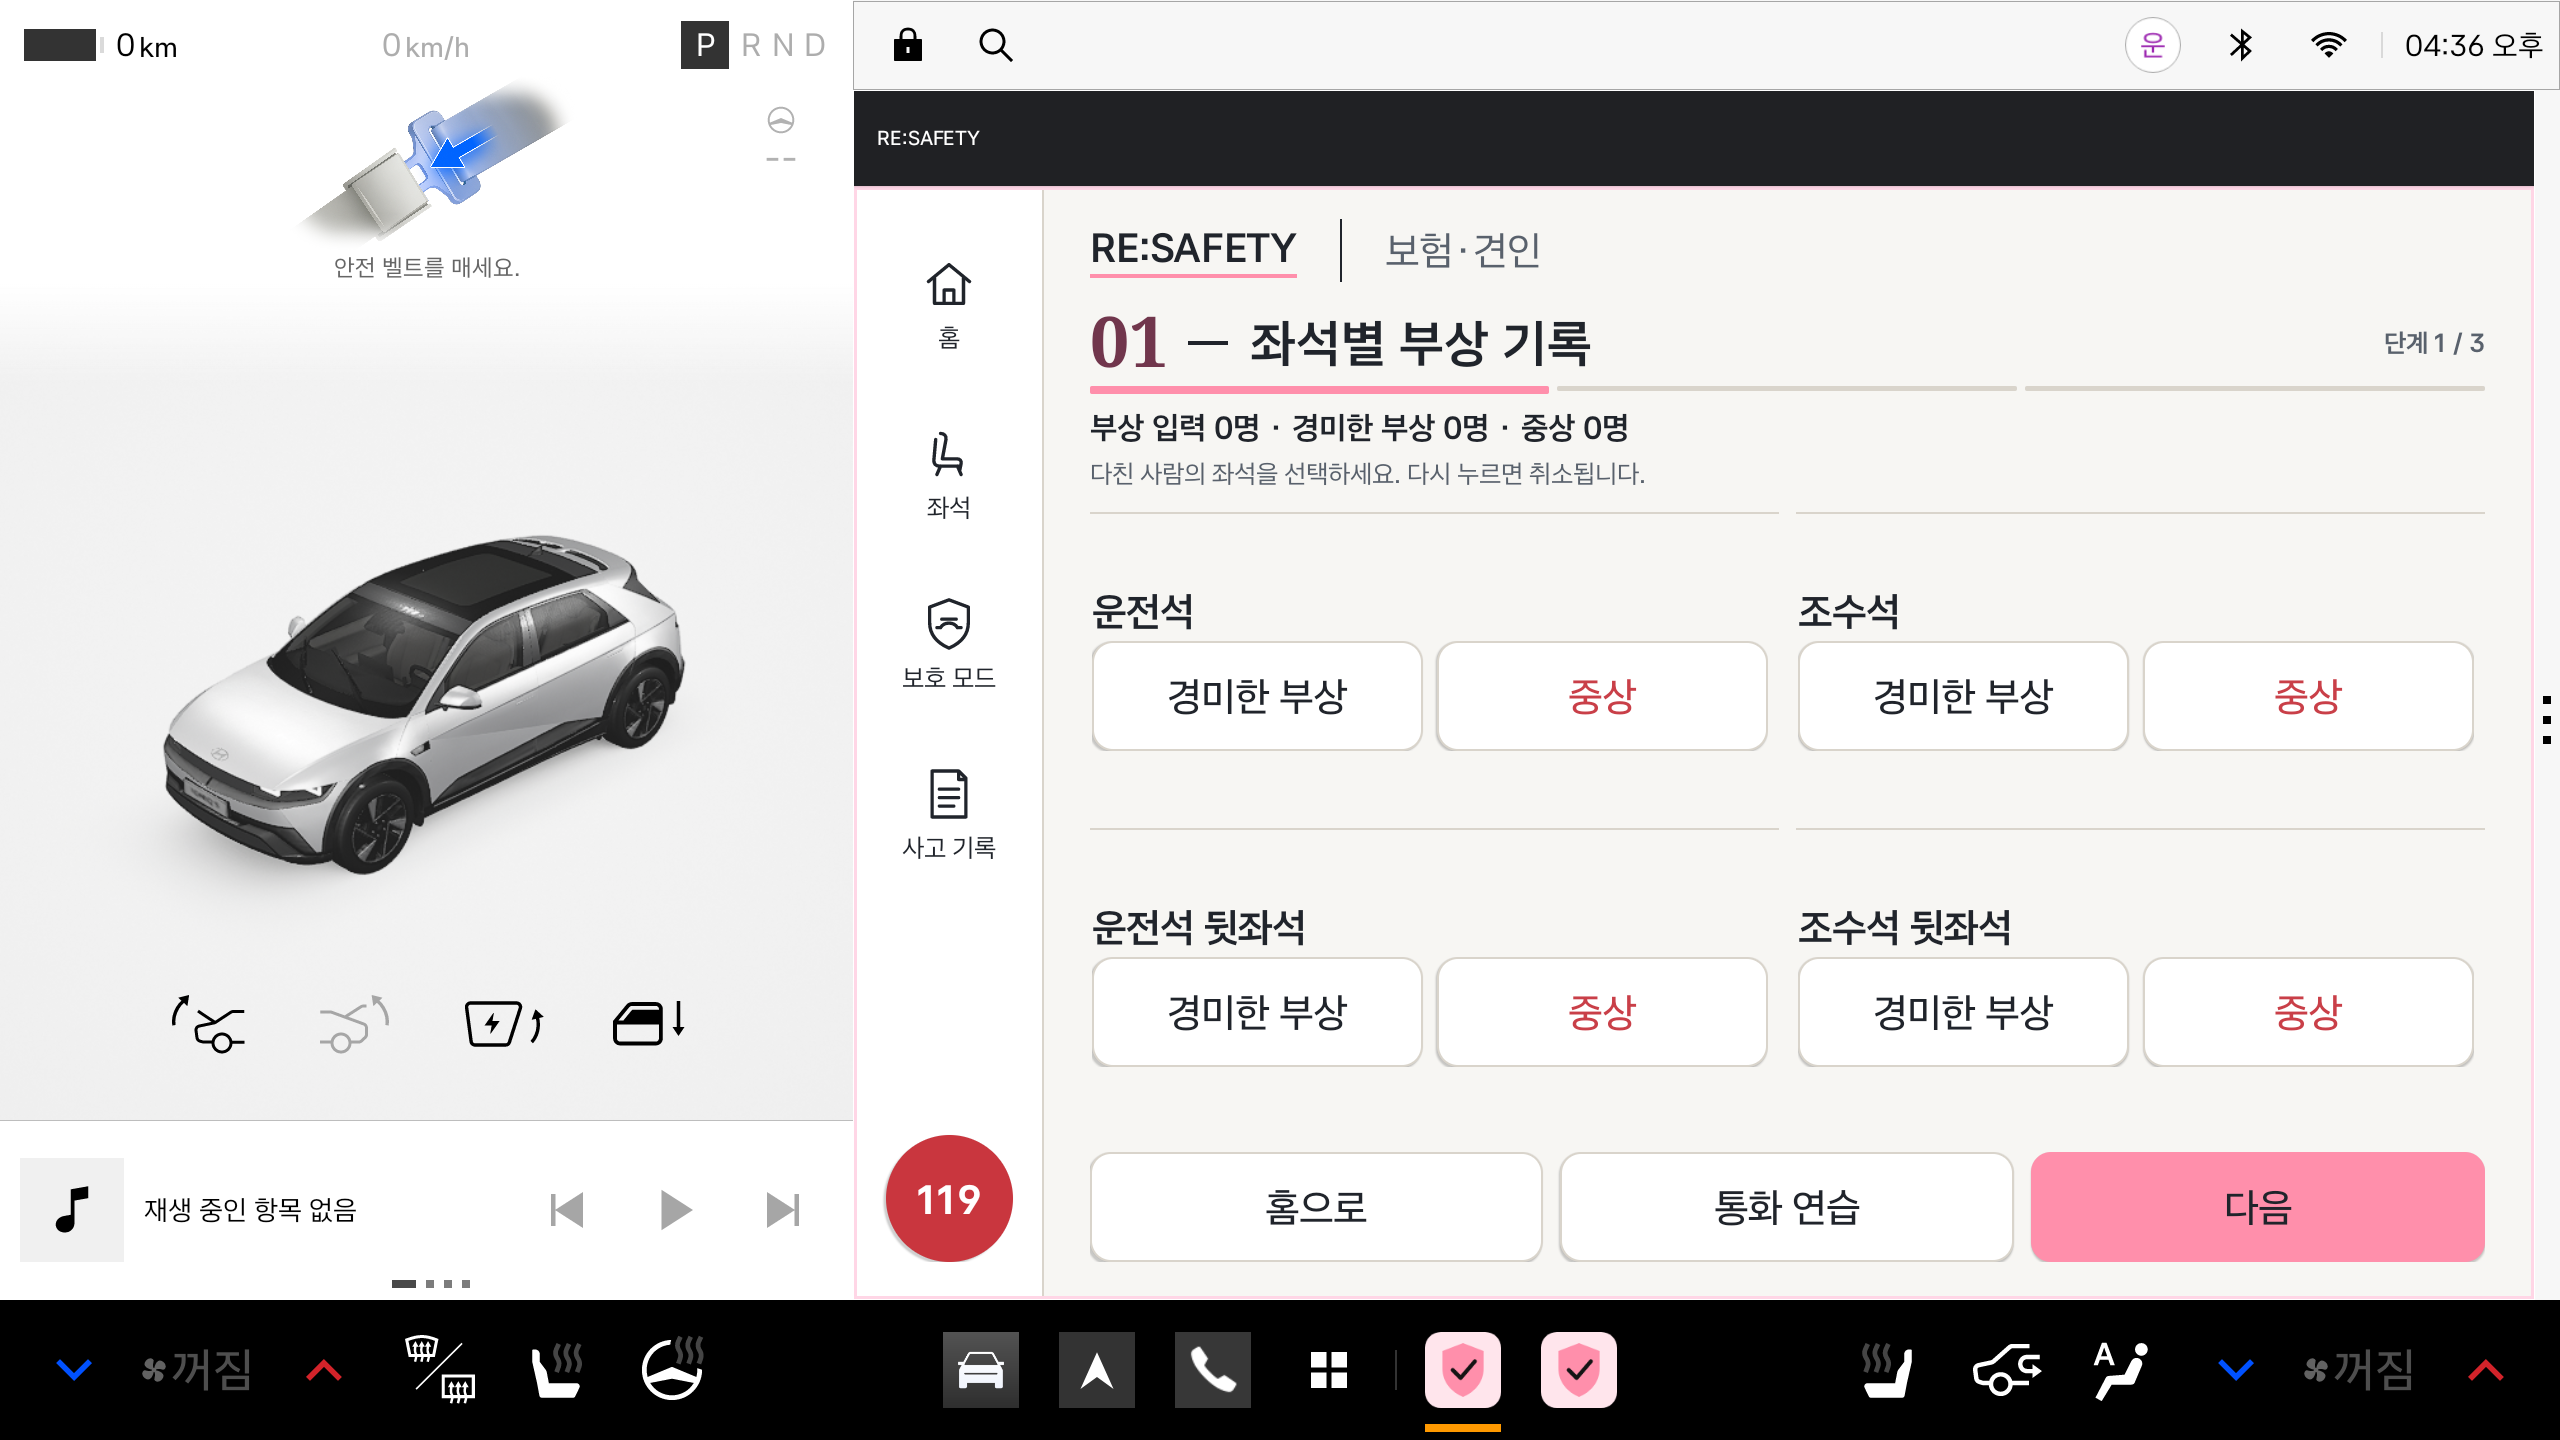 0 km
0 km/h
P R N D
안전 벨트를 매세요.
재생 중인 항목 없음
운
04:36 오후
RE:SAFETY
홈
좌석
보호 모드
사고 기록
119
RE:SAFETY
보험·견인
01 — 좌석별 부상 기록
단계 1 / 3
부상 입력 0명 · 경미한 부상 0명 · 중상 0명
다친 사람의 좌석을 선택하세요. 다시 누르면 취소됩니다.
운전석
경미한 부상
중상
조수석
경미한 부상
중상
운전석 뒷좌석
경미한 부상
중상
조수석 뒷좌석
경미한 부상
중상
홈으로
통화 연습
다음
꺼짐
A
꺼짐